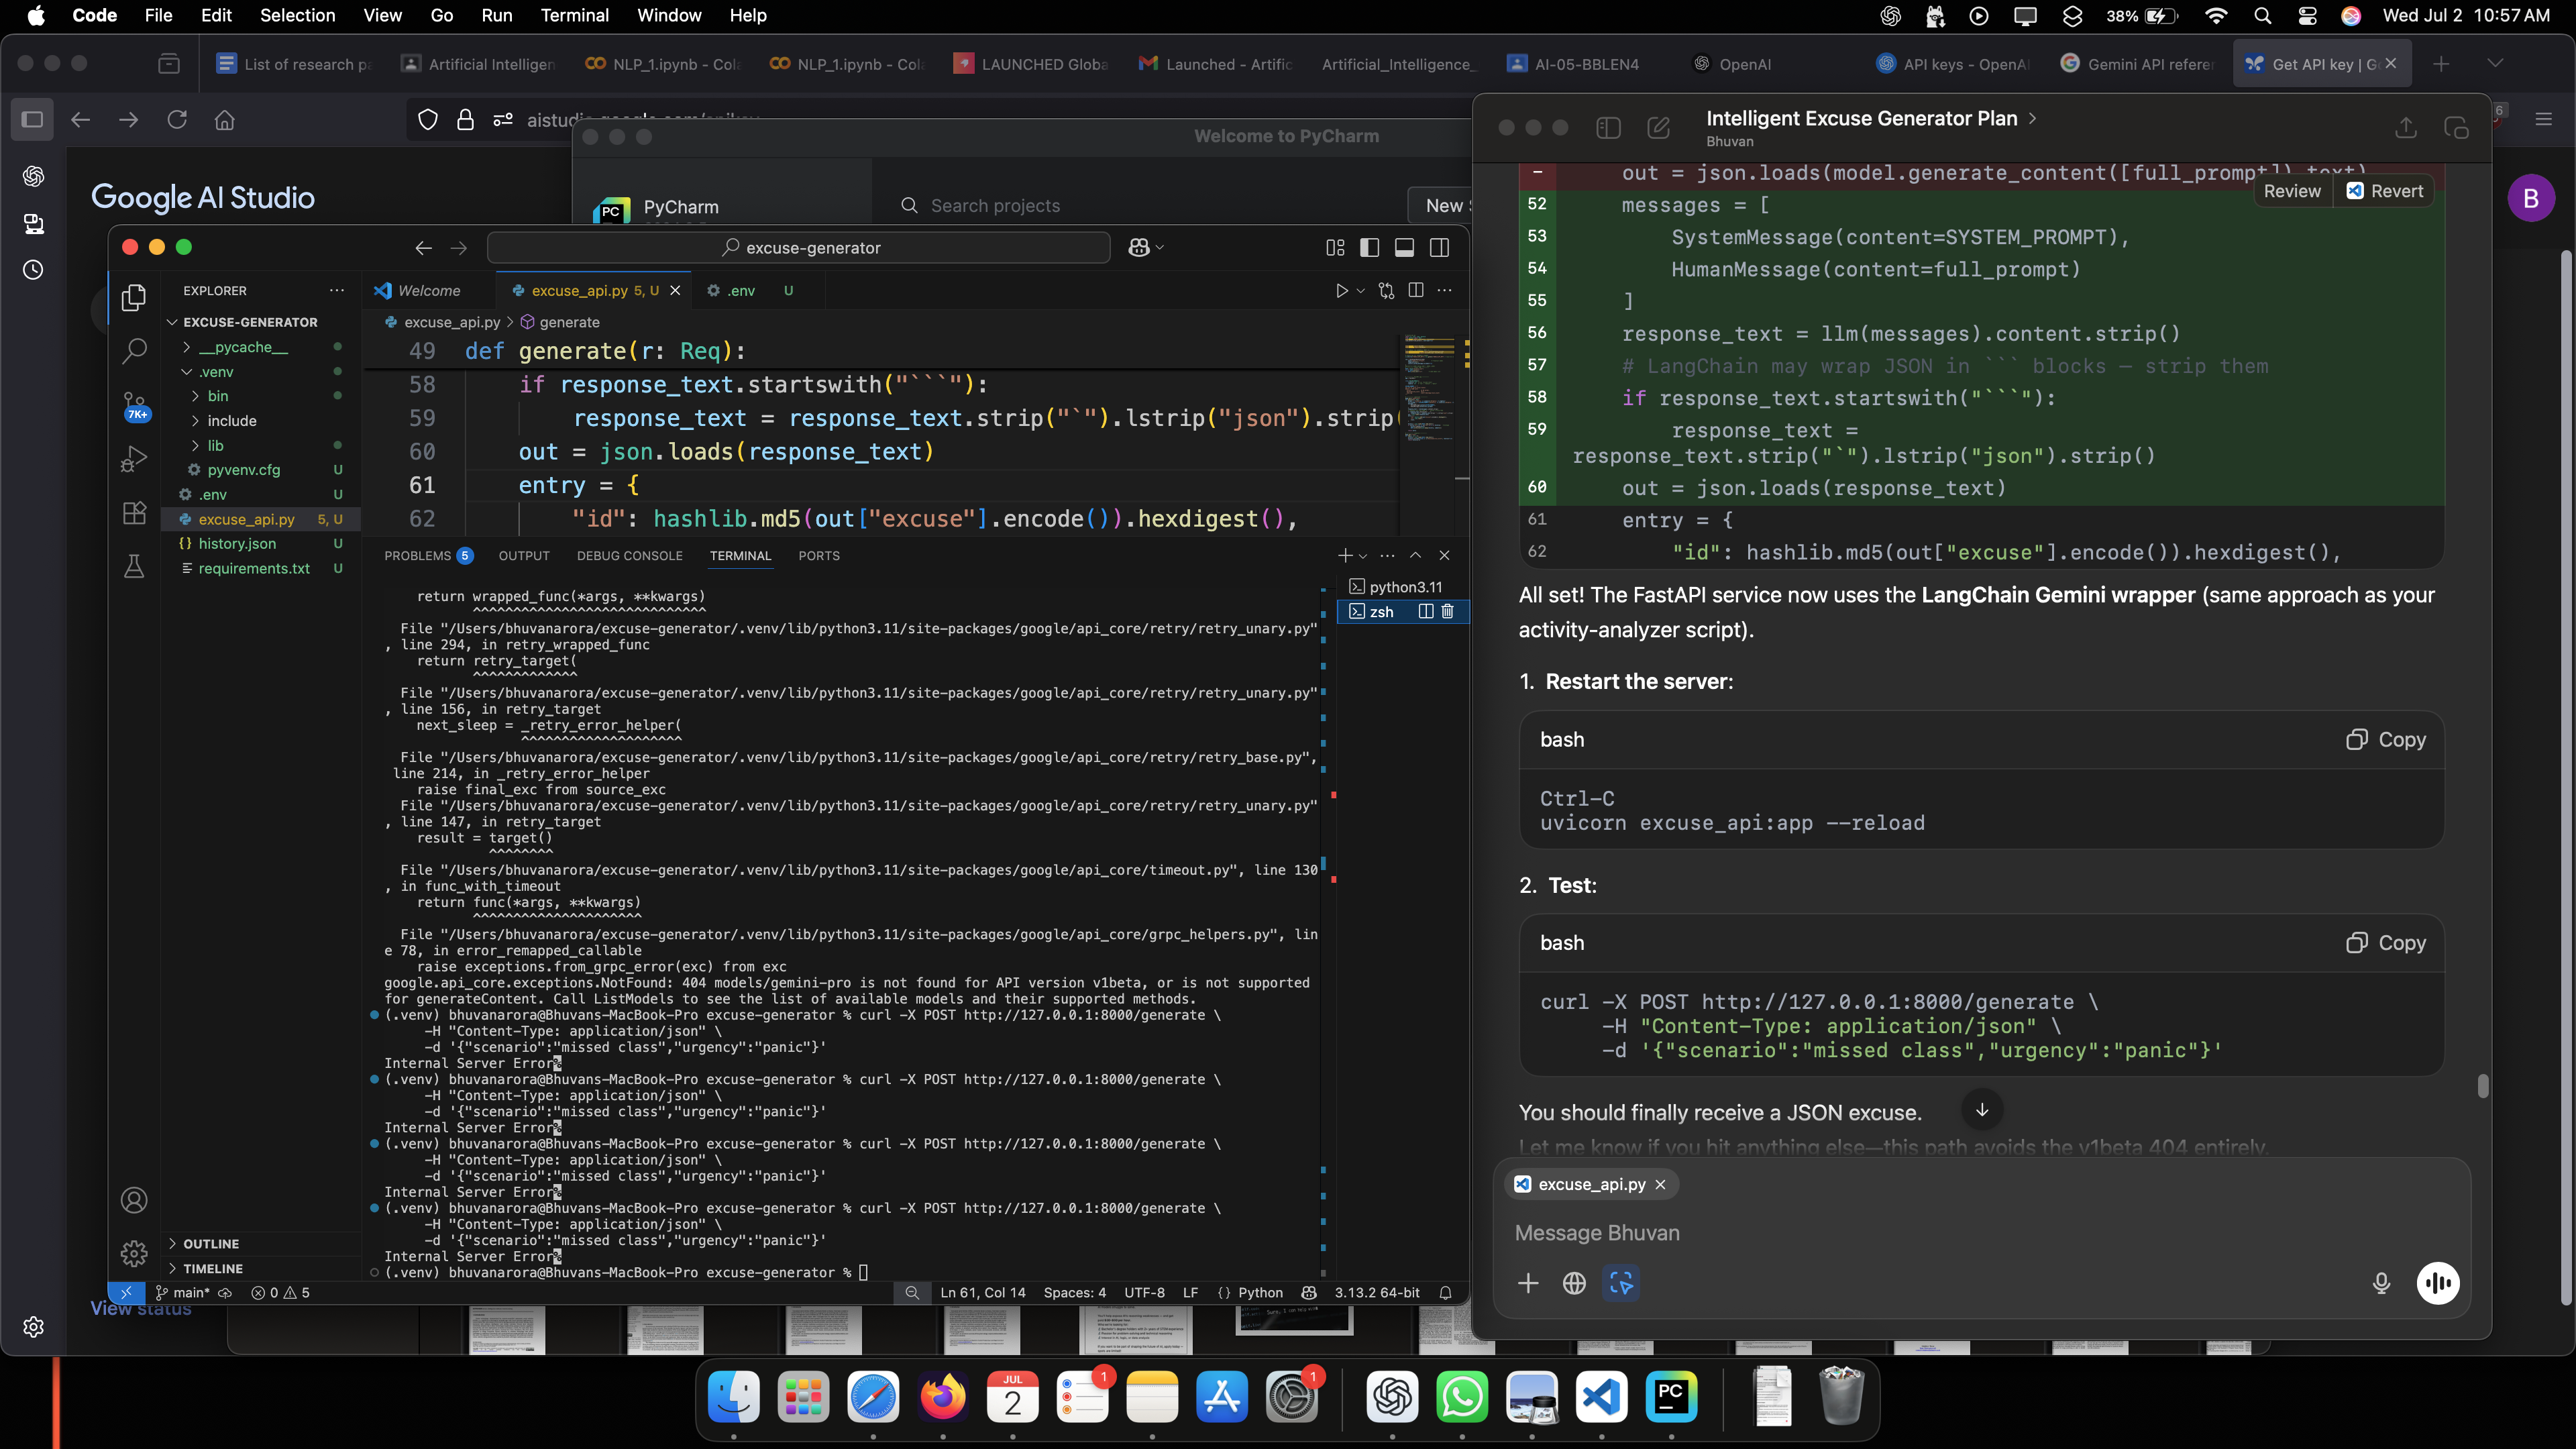 Code File Edit Selection View Go Run Terminal Window Help
38% Wed Jul 2 10:57 AM
List of research pa
Artificial Intelligen
NLP_1.ipynb - Cola
NLP_1.ipynb - Cola
LAUNCHED Globa
Launched - Artific
Artificial_Intelligence_
AI-05-BBLEN4
OpenAI
API keys - OpenAI
Gemini API referen
Get API key | G
6
Google AI Studio
B
View status
Welcome to PyCharm
PC PyCharm
Search projects
New
excuse-generator
EXPLORER
EXCUSE-GENERATOR
__pycache__
.venv
bin
include
lib
pyvenv.cfg U
.env U
excuse_api.py 5, U
history.json U
requirements.txt U
7K+
OUTLINE
TIMELINE
Welcome
excuse_api.py 5, U
.env U
excuse_api.py > generate
49 def generate(r: Req):
58 if response_text.startswith("```"):
59 response_text = response_text.strip("`").lstrip("json").strip(
60 out = json.loads(response_text)
61 entry = {
62 "id": hashlib.md5(out["excuse"].encode()).hexdigest(),
PROBLEMS 5 OUTPUT DEBUG CONSOLE TERMINAL PORTS
python3.11
zsh
return wrapped_func(*args, **kwargs)
^^^^^^^^^^^^^^^^^^^^^^^^^^^^^
File "/Users/bhuvanarora/excuse-generator/.venv/lib/python3.11/site-packages/google/api_core/retry/retry_unary.py"
, line 294, in retry_wrapped_func
return retry_target(
^^^^^^^^^^^^^
File "/Users/bhuvanarora/excuse-generator/.venv/lib/python3.11/site-packages/google/api_core/retry/retry_unary.py"
, line 156, in retry_target
next_sleep = _retry_error_helper(
^^^^^^^^^^^^^^^^^^^^
File "/Users/bhuvanarora/excuse-generator/.venv/lib/python3.11/site-packages/google/api_core/retry/retry_base.py",
line 214, in _retry_error_helper
raise final_exc from source_exc
File "/Users/bhuvanarora/excuse-generator/.venv/lib/python3.11/site-packages/google/api_core/retry/retry_unary.py"
, line 147, in retry_target
result = target()
^^^^^^^^
File "/Users/bhuvanarora/excuse-generator/.venv/lib/python3.11/site-packages/google/api_core/timeout.py", line 130
, in func_with_timeout
return func(*args, **kwargs)
^^^^^^^^^^^^^^^^^^^^^
File "/Users/bhuvanarora/excuse-generator/.venv/lib/python3.11/site-packages/google/api_core/grpc_helpers.py", lin
e 78, in error_remapped_callable
raise exceptions.from_grpc_error(exc) from exc
google.api_core.exceptions.NotFound: 404 models/gemini-pro is not found for API version v1beta, or is not supported
for generateContent. Call ListModels to see the list of available models and their supported methods.
(.venv) bhuvanarora@Bhuvans-MacBook-Pro excuse-generator % curl -X POST http://127.0.0.1:8000/generate \
-H "Content-Type: application/json" \
-d '{"scenario":"missed class","urgency":"panic"}'
Internal Server Error%
(.venv) bhuvanarora@Bhuvans-MacBook-Pro excuse-generator % curl -X POST http://127.0.0.1:8000/generate \
-H "Content-Type: application/json" \
-d '{"scenario":"missed class","urgency":"panic"}'
Internal Server Error%
(.venv) bhuvanarora@Bhuvans-MacBook-Pro excuse-generator % curl -X POST http://127.0.0.1:8000/generate \
-H "Content-Type: application/json" \
-d '{"scenario":"missed class","urgency":"panic"}'
Internal Server Error%
(.venv) bhuvanarora@Bhuvans-MacBook-Pro excuse-generator % curl -X POST http://127.0.0.1:8000/generate \
-H "Content-Type: application/json" \
-d '{"scenario":"missed class","urgency":"panic"}'
Internal Server Error%
(.venv) bhuvanarora@Bhuvans-MacBook-Pro excuse-generator %
main* 0 5 Ln 61, Col 14 Spaces: 4 UTF-8 LF {} Python 3.13.2 64-bit
Intelligent Excuse Generator Plan >
Bhuvan
- out = json.loads(model.generate_content([full_prompt]).text)
Review Revert
52 messages = [
53 SystemMessage(content=SYSTEM_PROMPT),
54 HumanMessage(content=full_prompt)
55 ]
56 response_text = llm(messages).content.strip()
57 # LangChain may wrap JSON in ``` blocks — strip them
58 if response_text.startswith("```"):
59 response_text =
response_text.strip("`").lstrip("json").strip()
60 out = json.loads(response_text)
61 entry = {
62 "id": hashlib.md5(out["excuse"].encode()).hexdigest(),
All set! The FastAPI service now uses the LangChain Gemini wrapper (same approach as your
activity-analyzer script).
1. Restart the server:
bash Copy
Ctrl-C
uvicorn excuse_api:app --reload
2. Test:
bash Copy
curl -X POST http://127.0.0.1:8000/generate \
-H "Content-Type: application/json" \
-d '{"scenario":"missed class","urgency":"panic"}'
You should finally receive a JSON excuse.
Let me know if you hit anything else—this path avoids the v1beta 404 entirely.
excuse_api.py
Message Bhuvan
JUL
2
1
1
PC